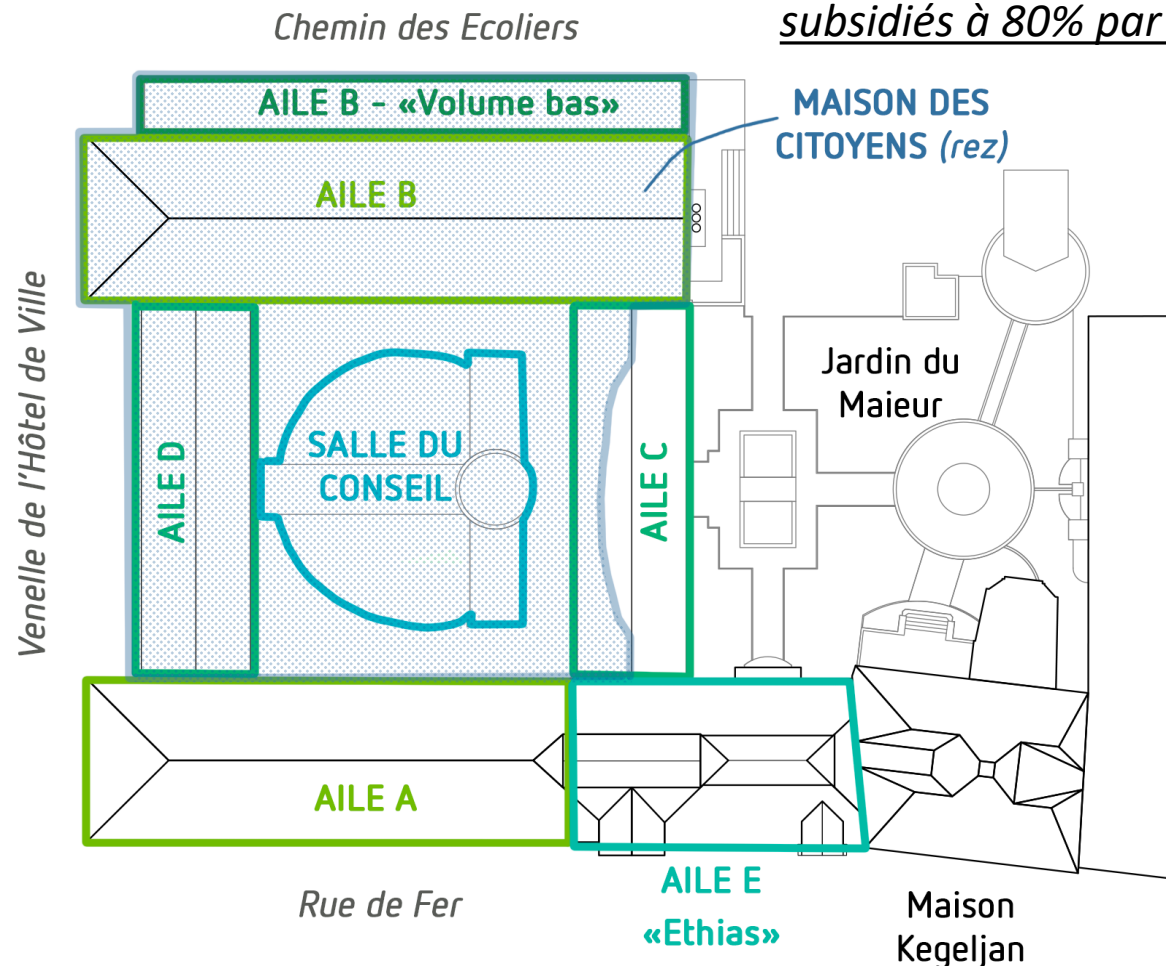 Chemin des Ecoliers
subsidiés à 80% par
AILE B - «Volume bas»
MAISON DES
CITOYENS (rez)
AILE B
Venelle de l'Hôtel de Ville
Jardin du
Maieur
AILE D
SALLE DU
CONSEIL
AILE C
AILE A
AILE E
«Ethias»
Rue de Fer
Maison
Kegeljan